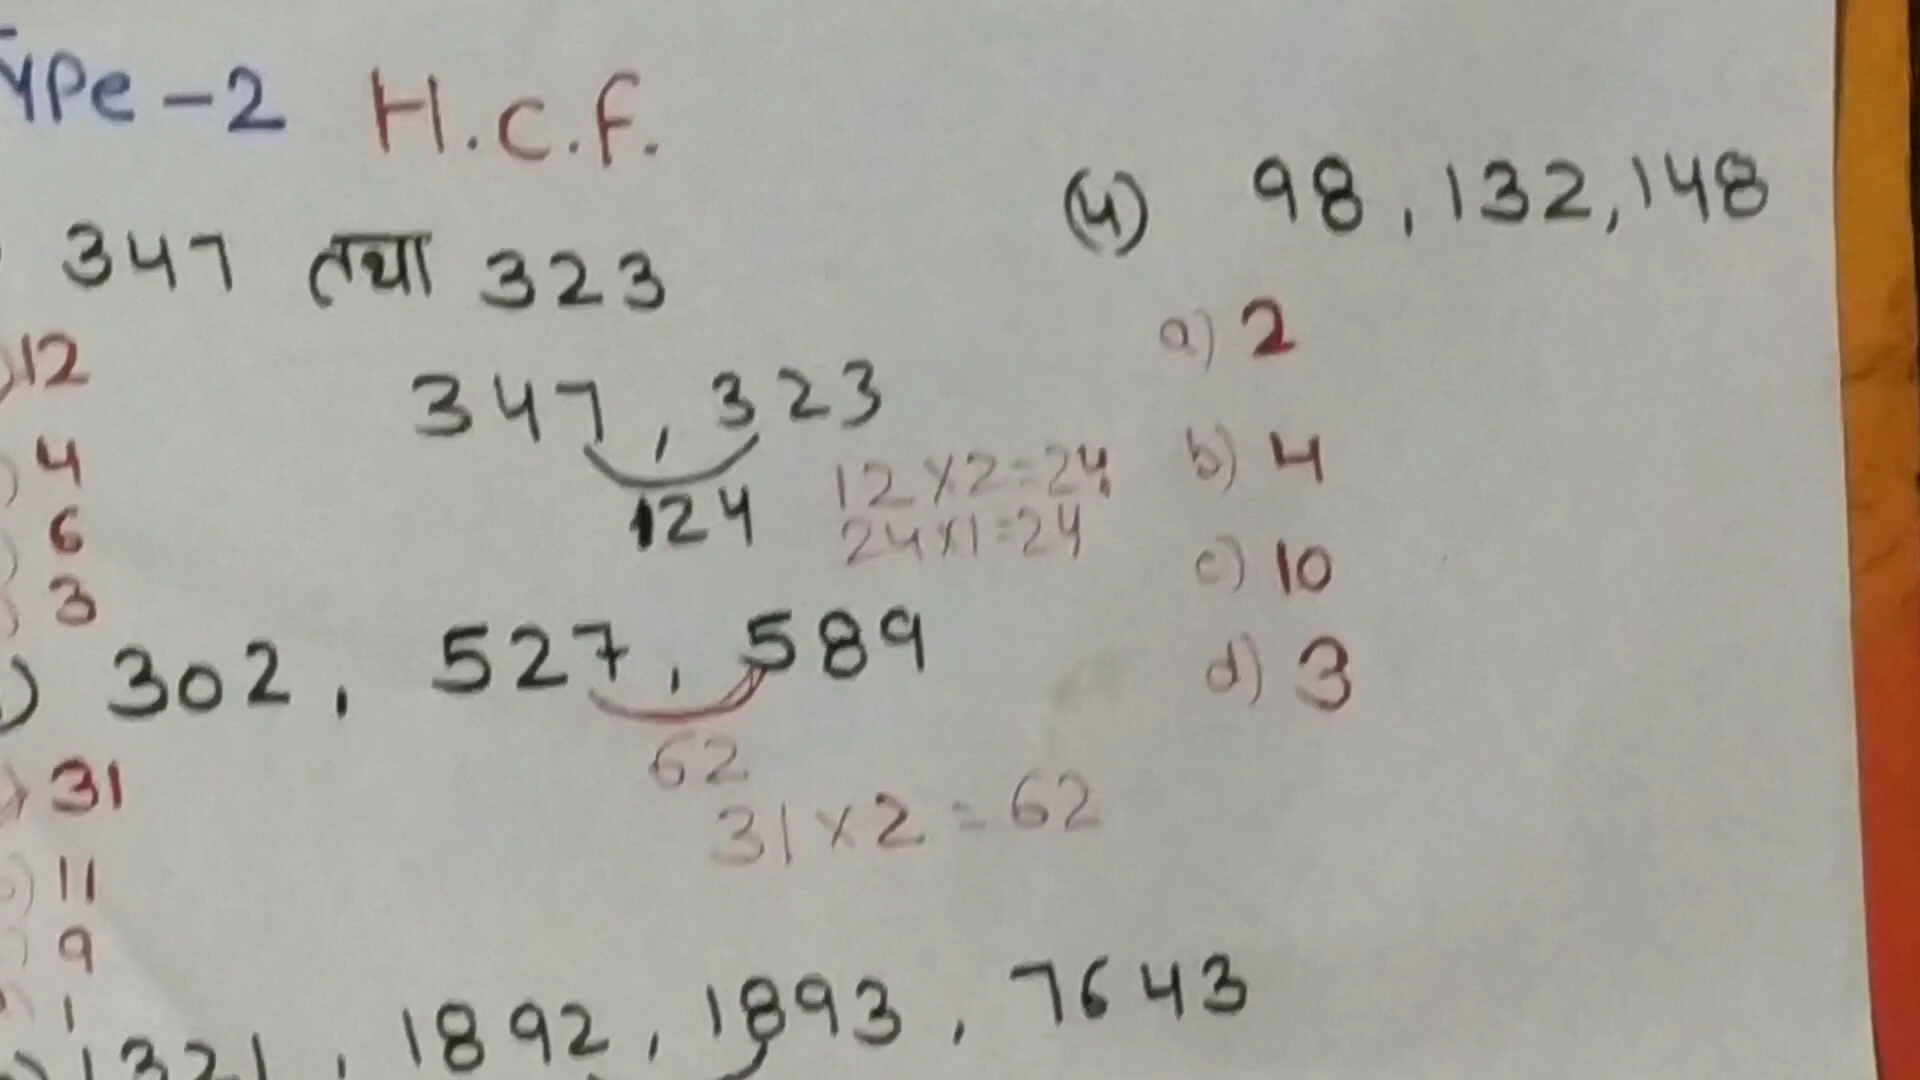 Type-2 H.C.F.
347 तथा 323
12
4
6
3
347, 323
124
12×2=24
24×1=24
302, 527, 589
31
11
9
1
62
31×2=62
1321, 1892, 1893, 7643
(4) 98, 132, 148
a) 2
b) 4
c) 10
d) 3